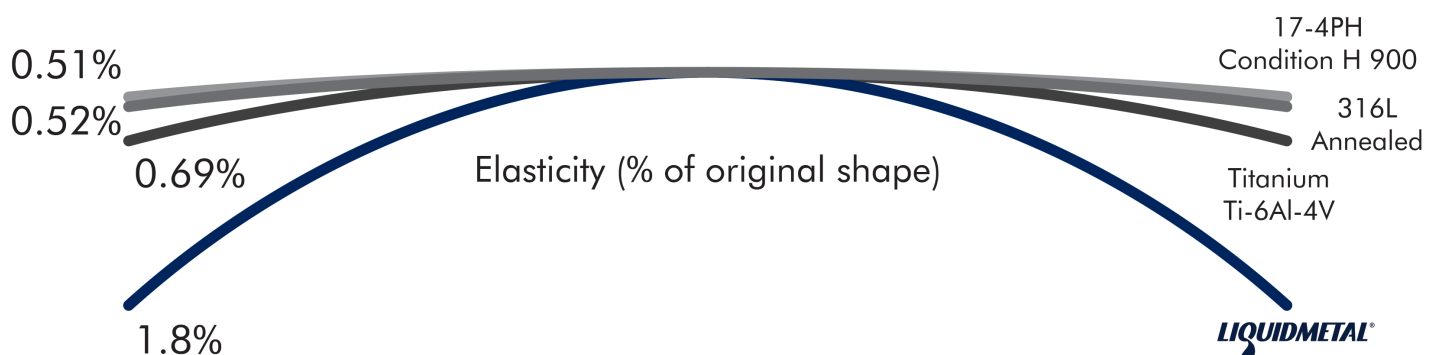 17-4PH
Condition H 900
0.51%
0.52%
316L
Annealed
0.69%
Elasticity (% of original shape)
Titanium
Ti-6Al-4V
1.8%
LIQUIDMETAL®